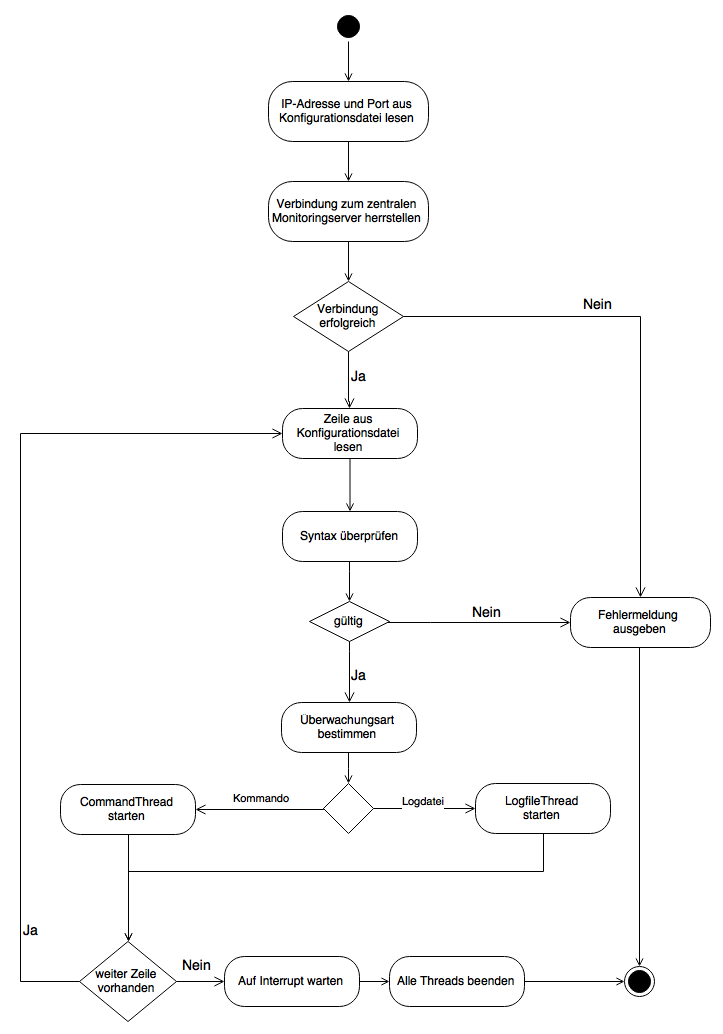 IP-Adresse und Port aus
Konfigurationsdatei lesen
Verbindung zum zentralen
Monitoringserver herrstellen
Verbindung
erfolgreich
Nein
Ja
Zeile aus
Konfigurationsdatei
lesen
Syntax überprüfen
gültig
Nein
Fehlermeldung
ausgeben
Ja
Überwachungsart
bestimmen
CommandThread
starten
Kommando
Logdatei
LogfileThread
starten
Ja
weiter Zeile
vorhanden
Nein
Auf Interrupt warten
Alle Threads beenden